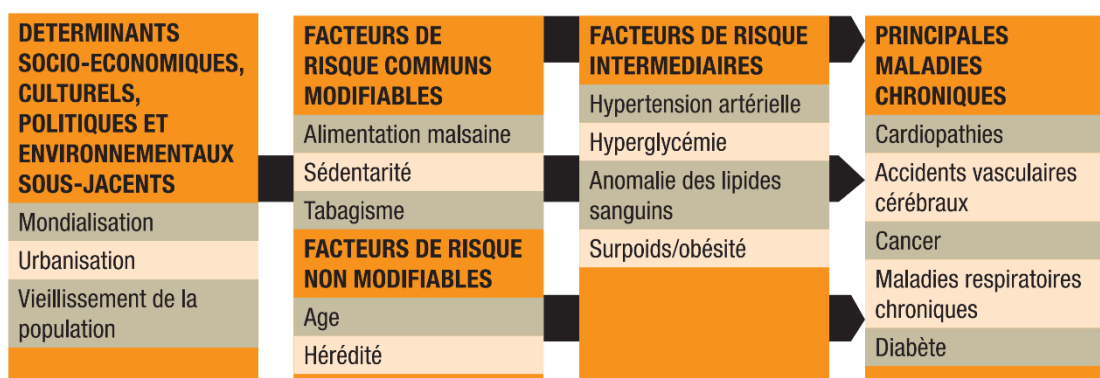 DETERMINANTS
SOCIO-ECONOMIQUES,
CULTURELS,
POLITIQUES ET
ENVIRONNEMENTAUX
SOUS-JACENTS
Mondialisation
Urbanisation
Vieillissement de la
population
FACTEURS DE
RISQUE COMMUNS
MODIFIABLES
Alimentation malsaine
Sédentarité
Tabagisme
FACTEURS DE RISQUE
NON MODIFIABLES
Age
Hérédité
FACTEURS DE RISQUE
INTERMEDIAIRES
Hypertension artérielle
Hyperglycémie
Anomalie des lipides
sanguins
Surpoids/obésité
PRINCIPALES
MALADIES
CHRONIQUES
Cardiopathies
Accidents vasculaires
cérébraux
Cancer
Maladies respiratoires
chroniques
Diabète